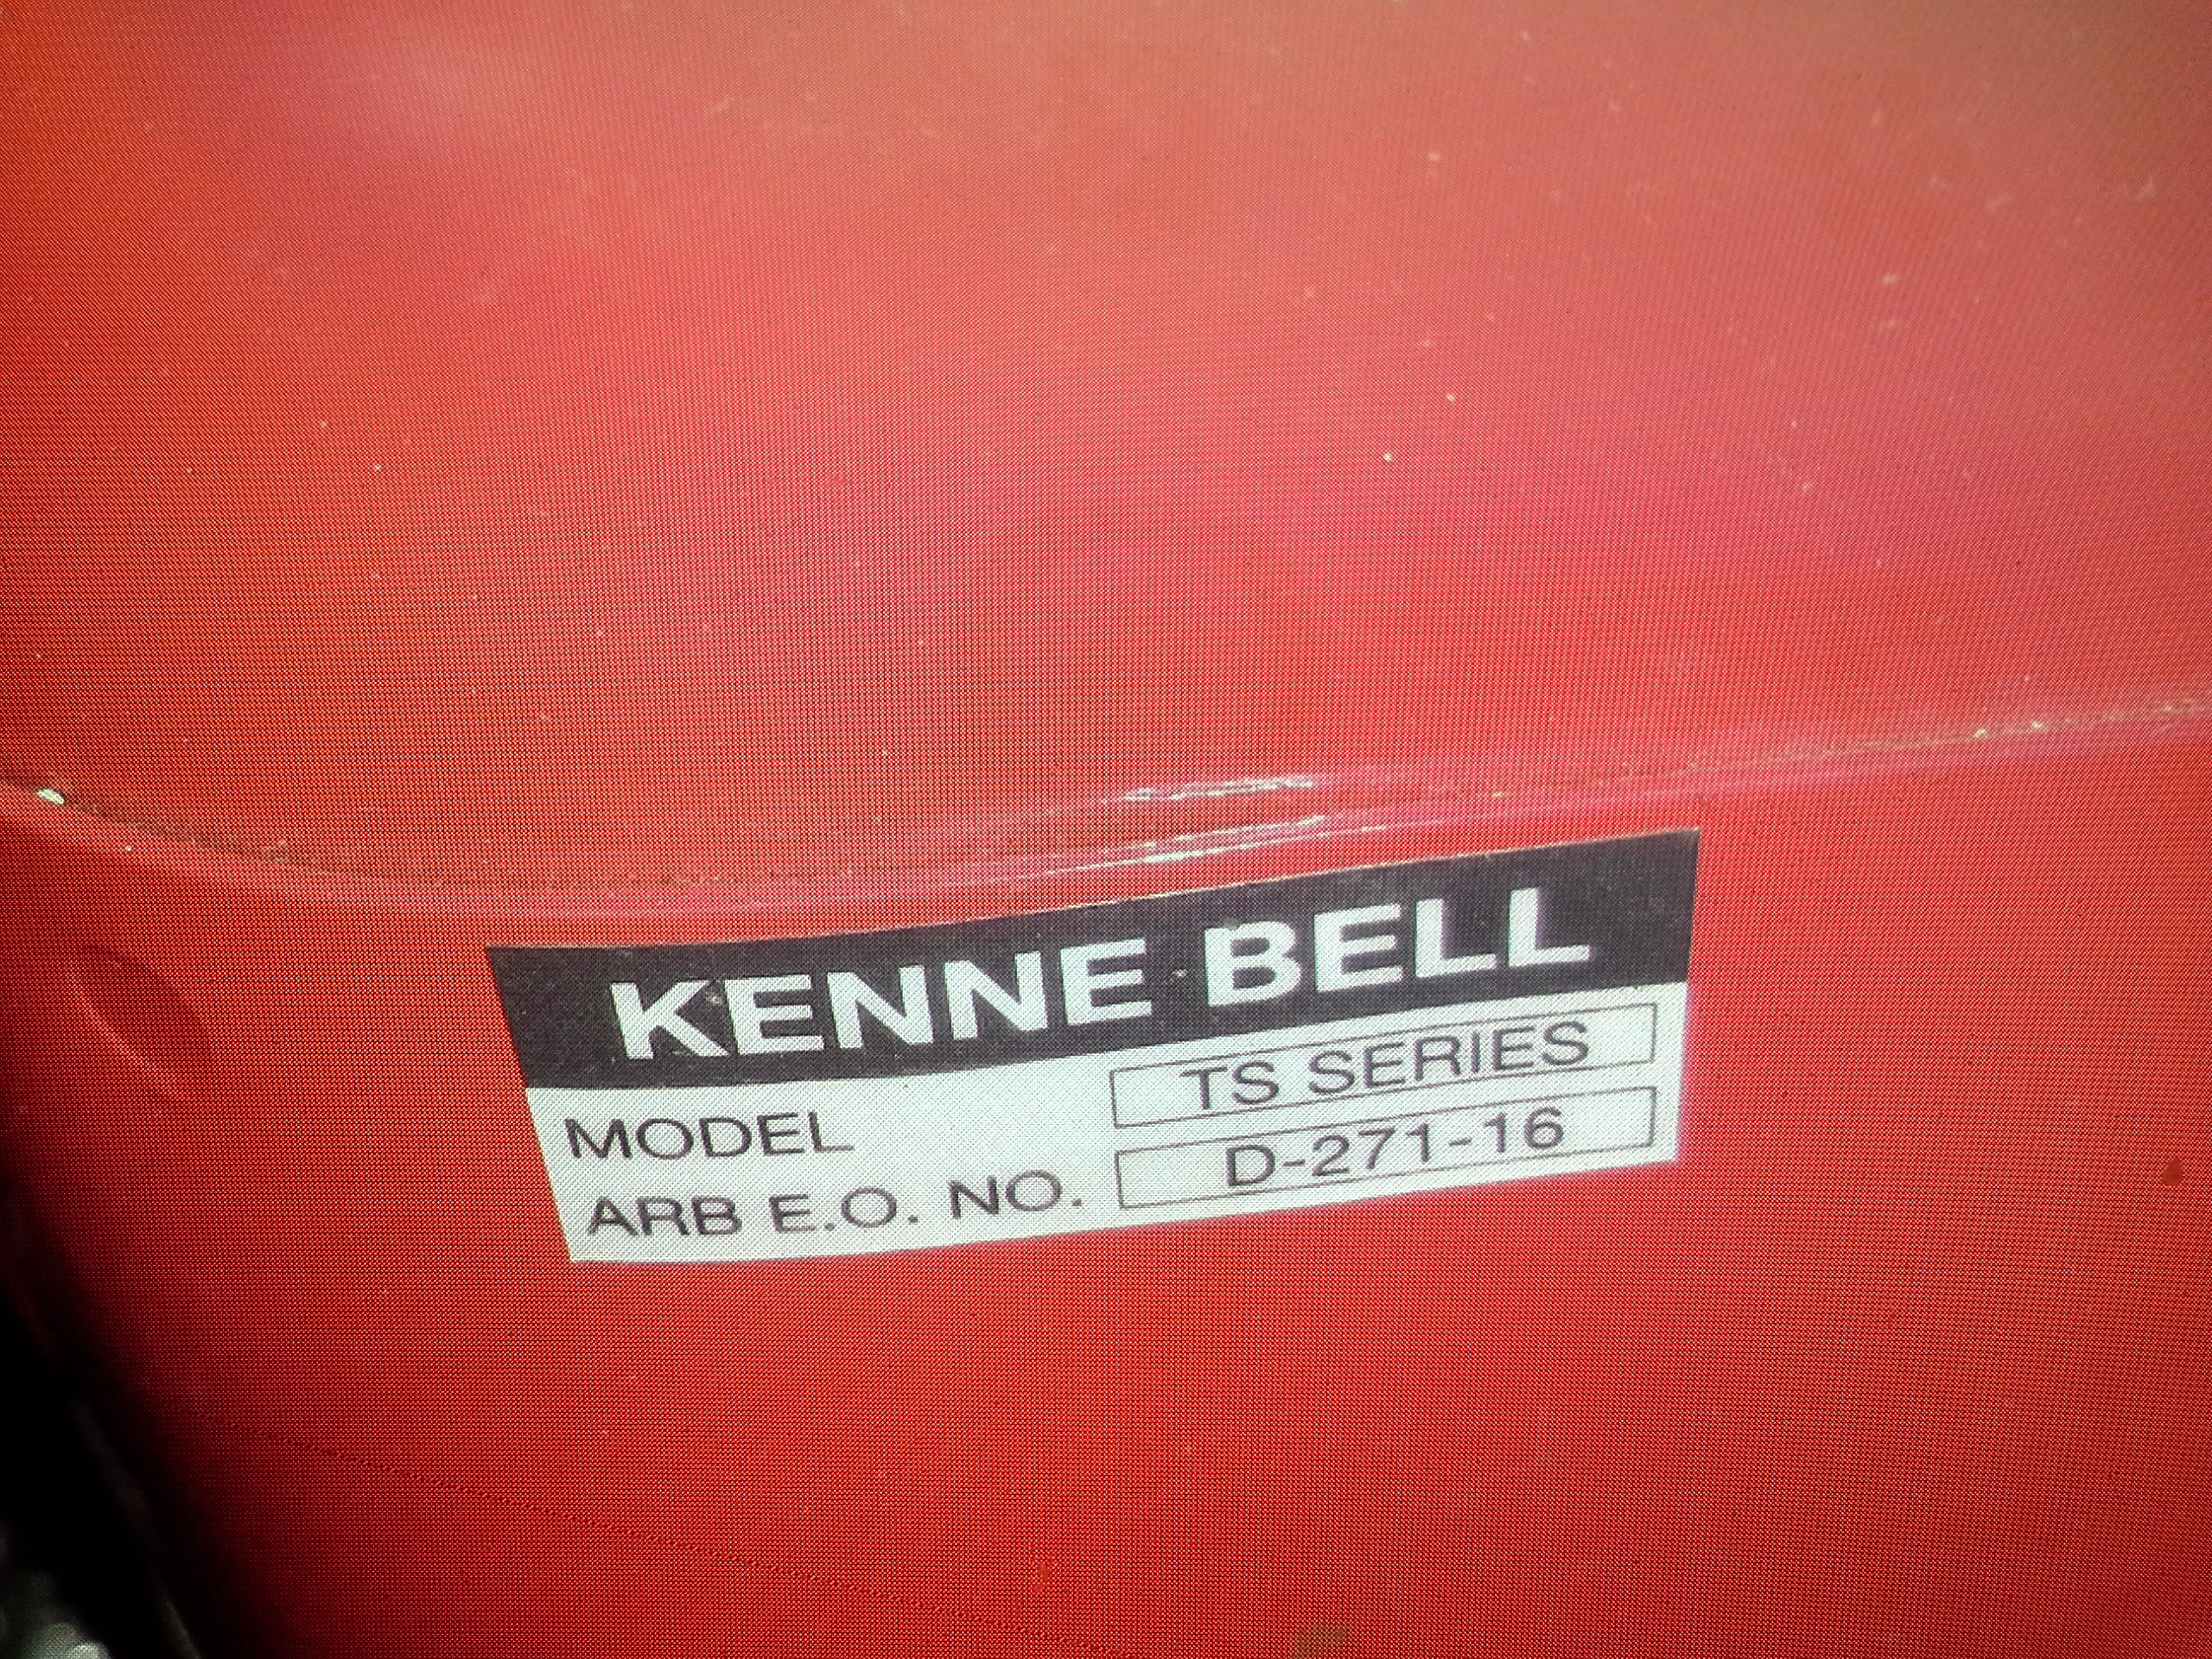 KENNE BELL
MODEL TS SERIES
ARB E.O. NO. D-271-16